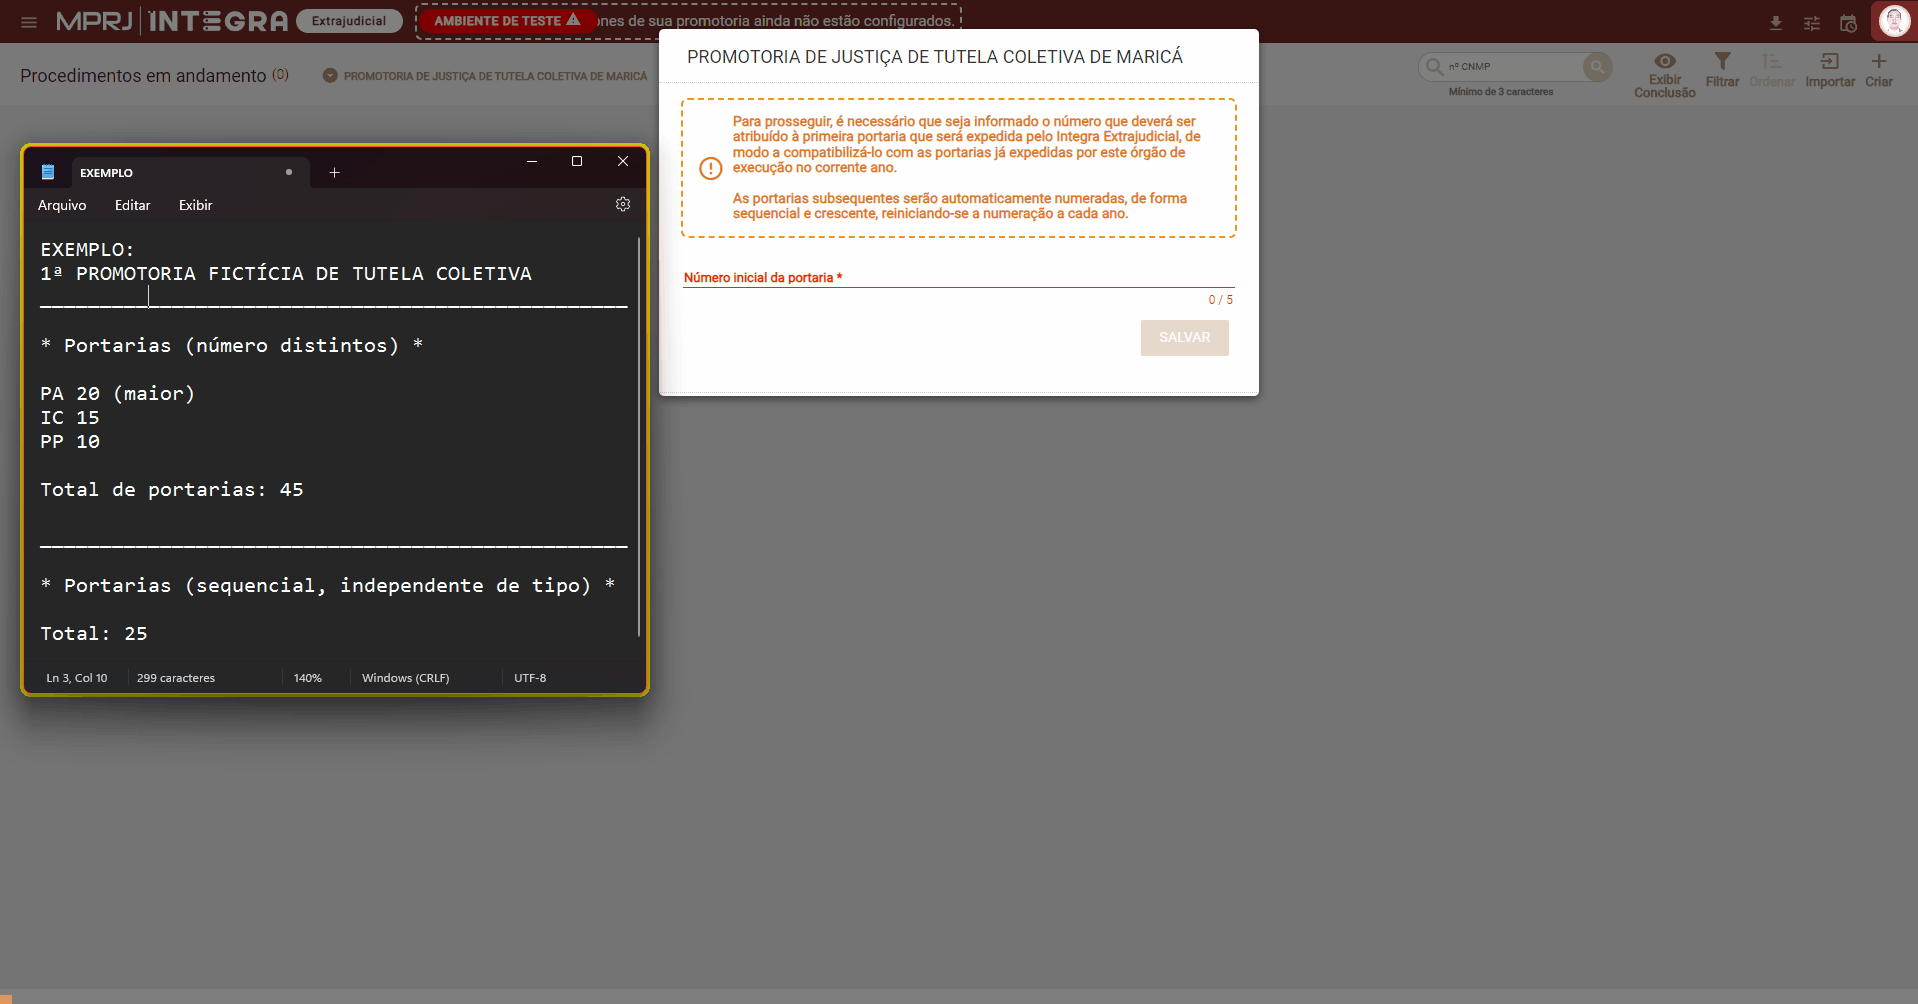 MPRJ INTEGRA Extrajudicial AMBIENTE DE TESTE ones de sua promotoria ainda não estão configurados.
Procedimentos em andamento (0) PROMOTORIA DE JUSTIÇA DE TUTELA COLETIVA DE MARICÁ
nº CNMP
Mínimo de 3 caracteres
Exibir Conclusão
Filtrar
Ordenar
Importar
Criar
PROMOTORIA DE JUSTIÇA DE TUTELA COLETIVA DE MARICÁ
Para prosseguir, é necessário que seja informado o número que deverá ser
atribuído à primeira portaria que será expedida pelo Integra Extrajudicial, de
modo a compatibilizá-lo com as portarias já expedidas por este órgão de
execução no corrente ano.
As portarias subsequentes serão automaticamente numeradas, de forma
sequencial e crescente, reiniciando-se a numeração a cada ano.
Número inicial da portaria *
0 / 5
SALVAR
EXEMPLO
Arquivo Editar Exibir
EXEMPLO:
1ª PROMOTORIA FICTÍCIA DE TUTELA COLETIVA
* Portarias (número distintos) *
PA 20 (maior)
IC 15
PP 10
Total de portarias: 45
* Portarias (sequencial, independente de tipo) *
Total: 25
Ln 3, Col 10 299 caracteres 140% Windows (CRLF) UTF-8